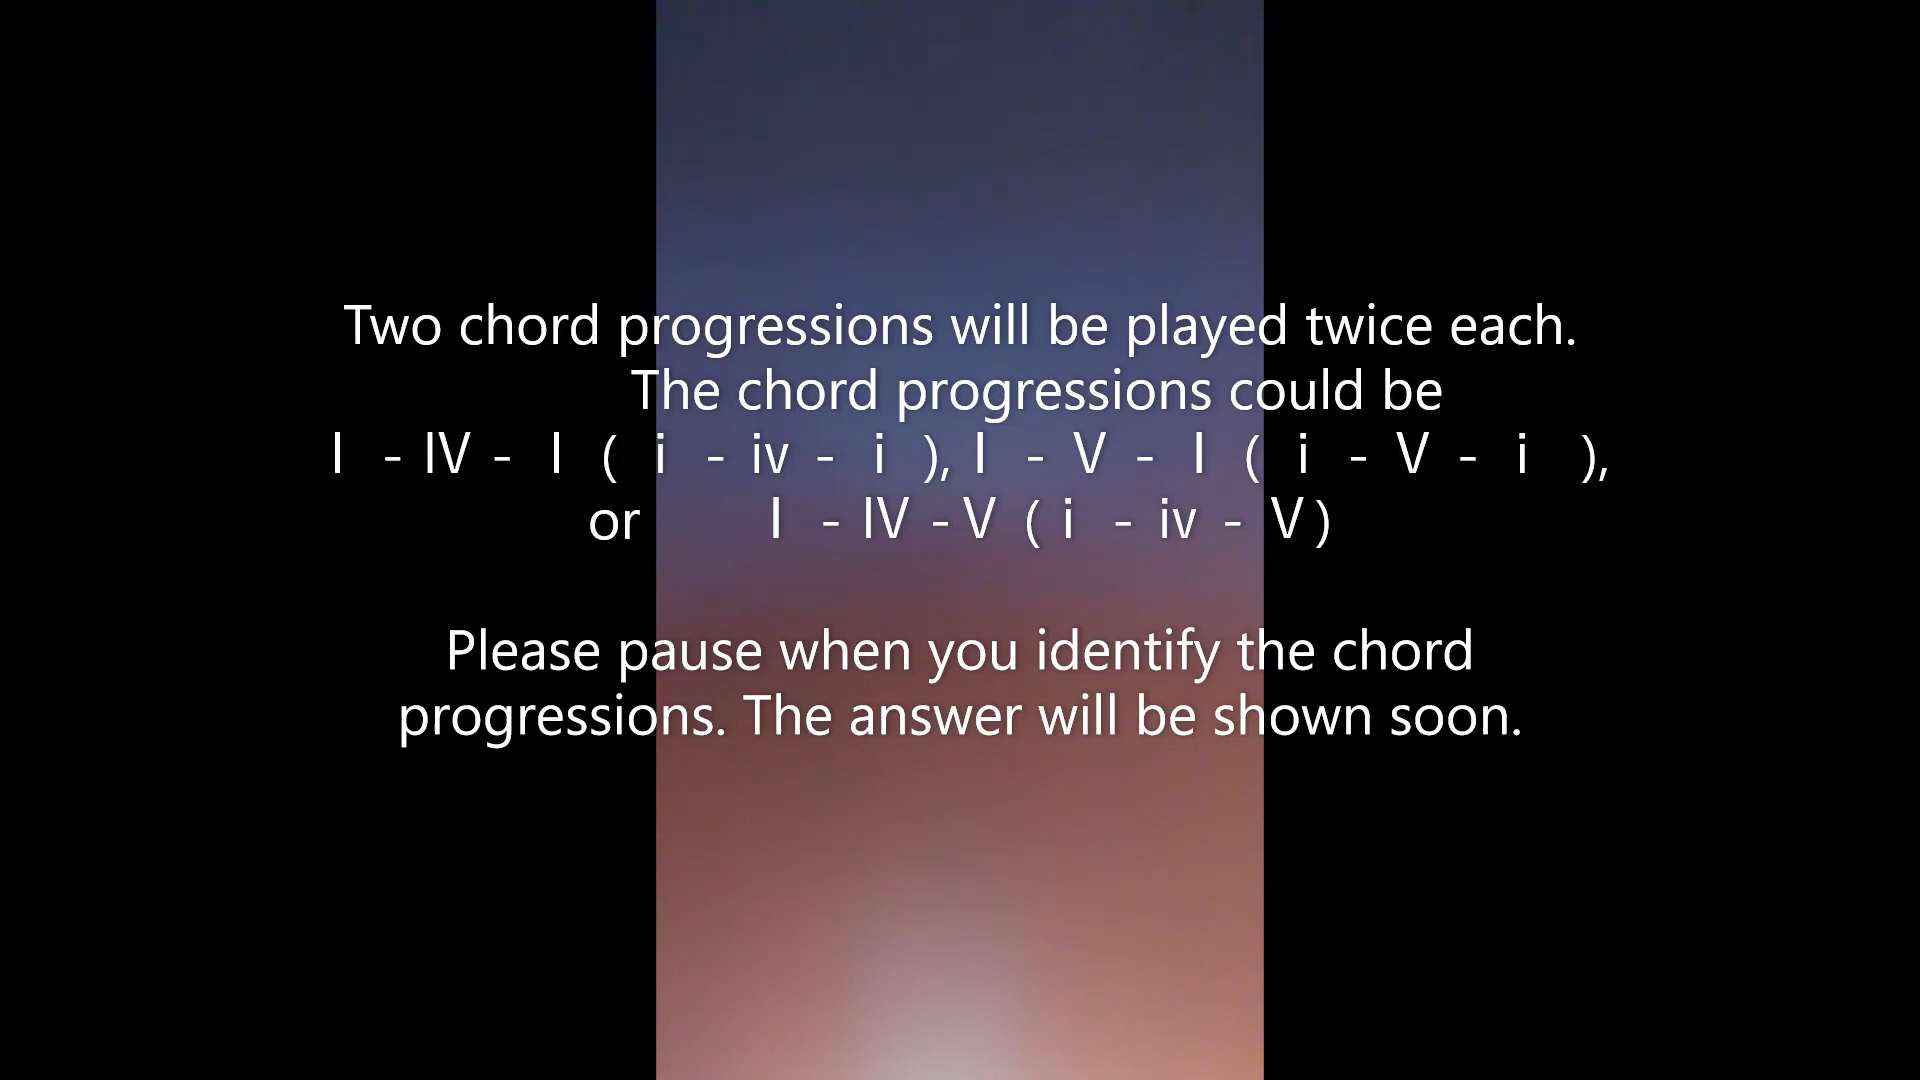 Two chord progressions will be played twice each.
The chord progressions could be
I - IV - I ( i - iv - i ), I - V - I ( i - V - i ),
or I - IV - V ( i - iv - V )
Please pause when you identify the chord
progressions. The answer will be shown soon.